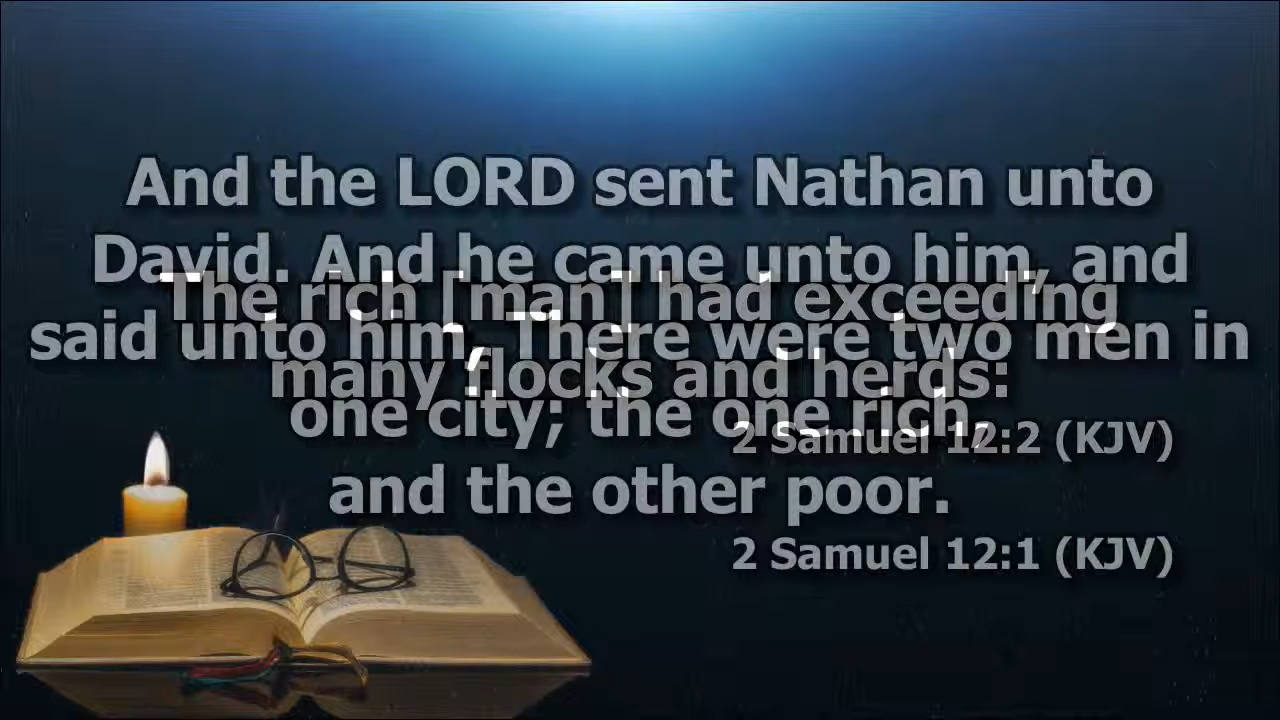 And the LORD sent Nathan unto
David. And he came unto him, and
said unto him, There were two men in
one city; the one rich,
and the other poor.
2 Samuel 12:1 (KJV)
The rich [man] had exceeding
many flocks and herds:
2 Samuel 12:2 (KJV)